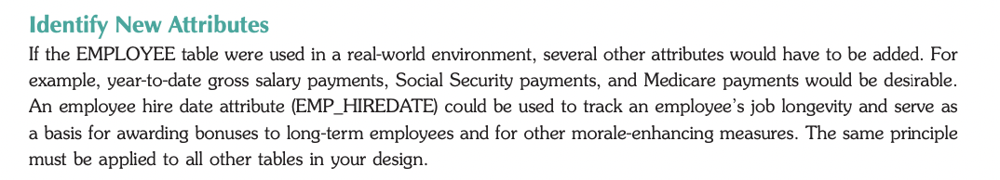 Identify New Attributes
If the EMPLOYEE table were used in a real-world environment, several other attributes would have to be added. For
example, year-to-date gross salary payments, Social Security payments, and Medicare payments would be desirable.
An employee hire date attribute (EMP_HIREDATE) could be used to track an employee's job longevity and serve as
a basis for awarding bonuses to long-term employees and for other morale-enhancing measures. The same principle
must be applied to all other tables in your design.